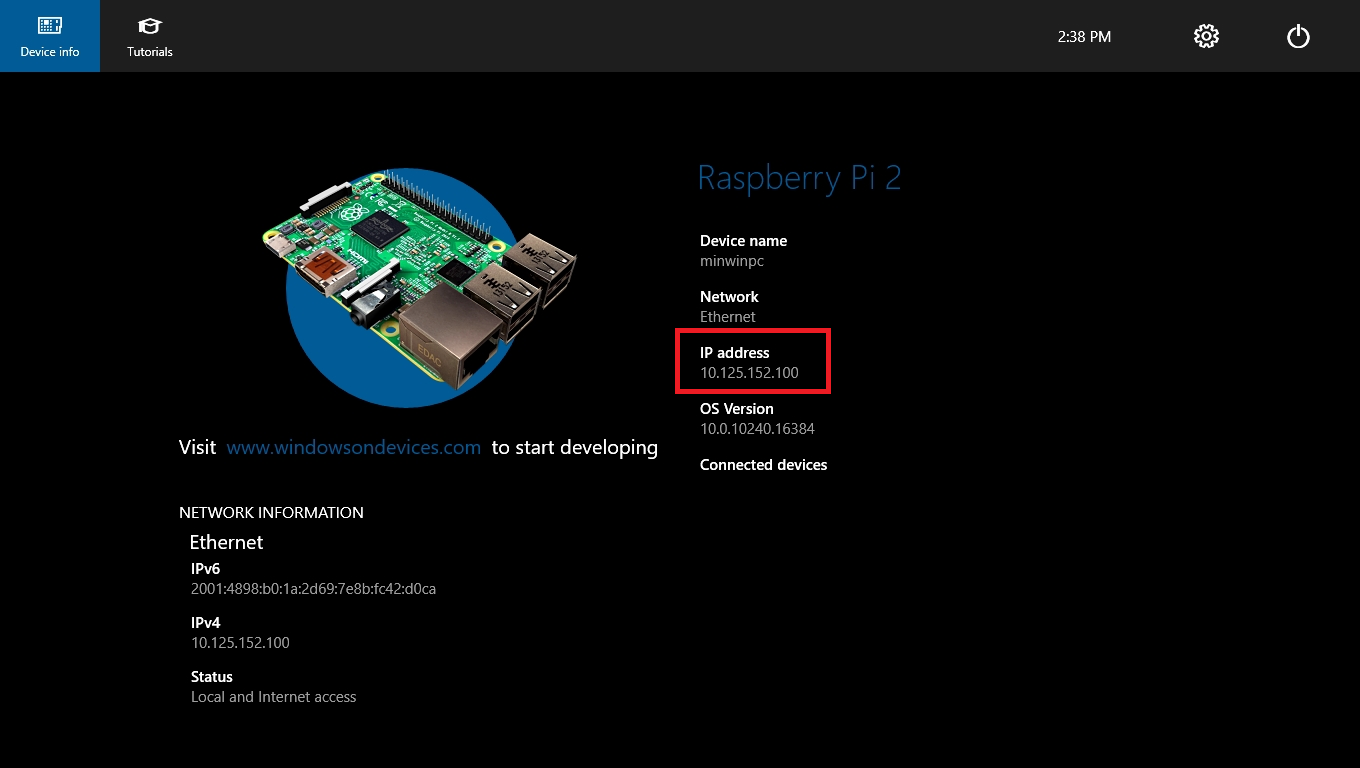 Device info
Tutorials
2:38 PM
Raspberry Pi 2
Device name
minwinpc
Network
Ethernet
IP address
10.125.152.100
OS Version
10.0.10240.16384
Connected devices
HDMI
EDAC
Visit www.windowsondevices.com to start developing
NETWORK INFORMATION
Ethernet
IPv6
2001:4898:b0:1a:2d69:7e8b:fc42:d0ca
IPv4
10.125.152.100
Status
Local and Internet access